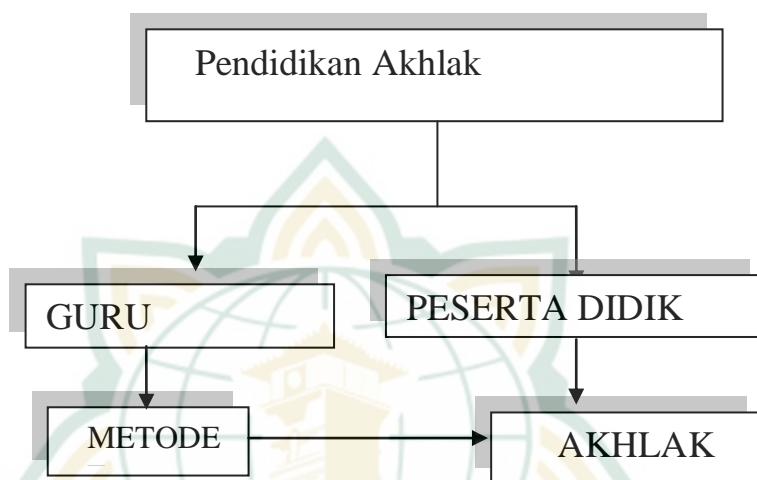 Pendidikan Akhlak
GURU
PESERTA DIDIK
METODE
AKHLAK